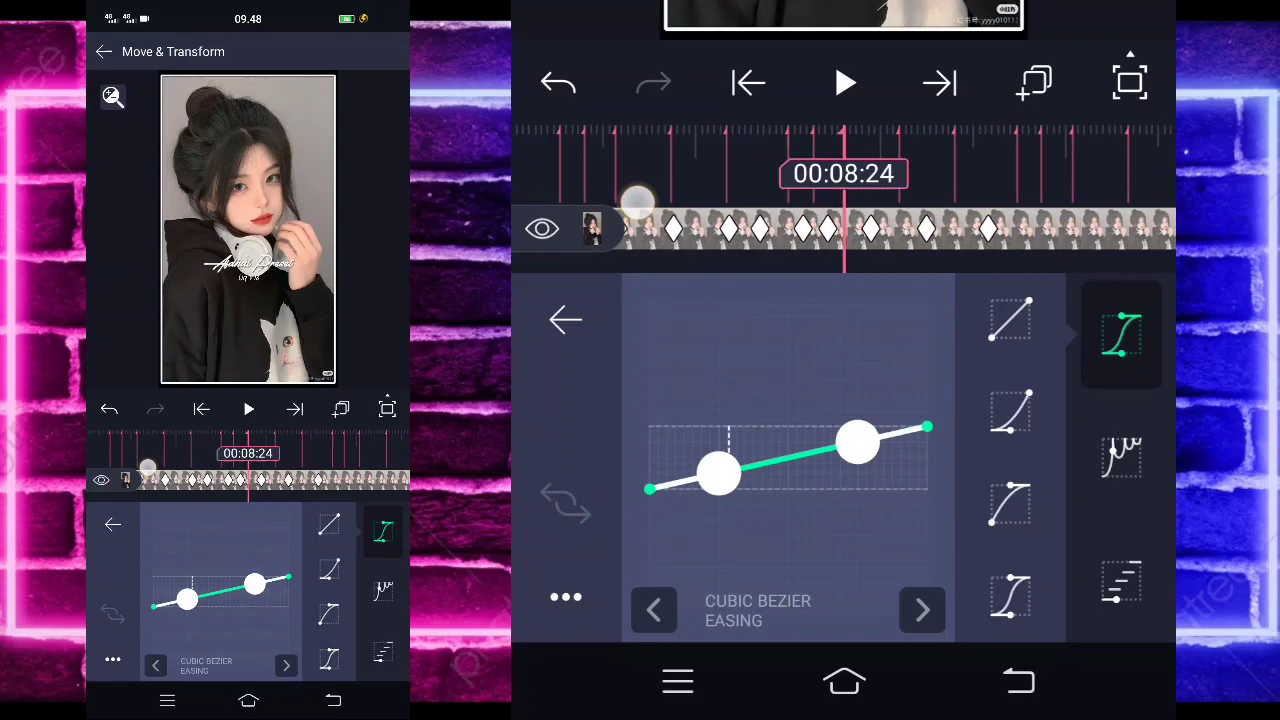 09.48
Move & Transform
00:08:24
CUBIC BEZIER
EASING
00:08:24
CUBIC BEZIER
EASING